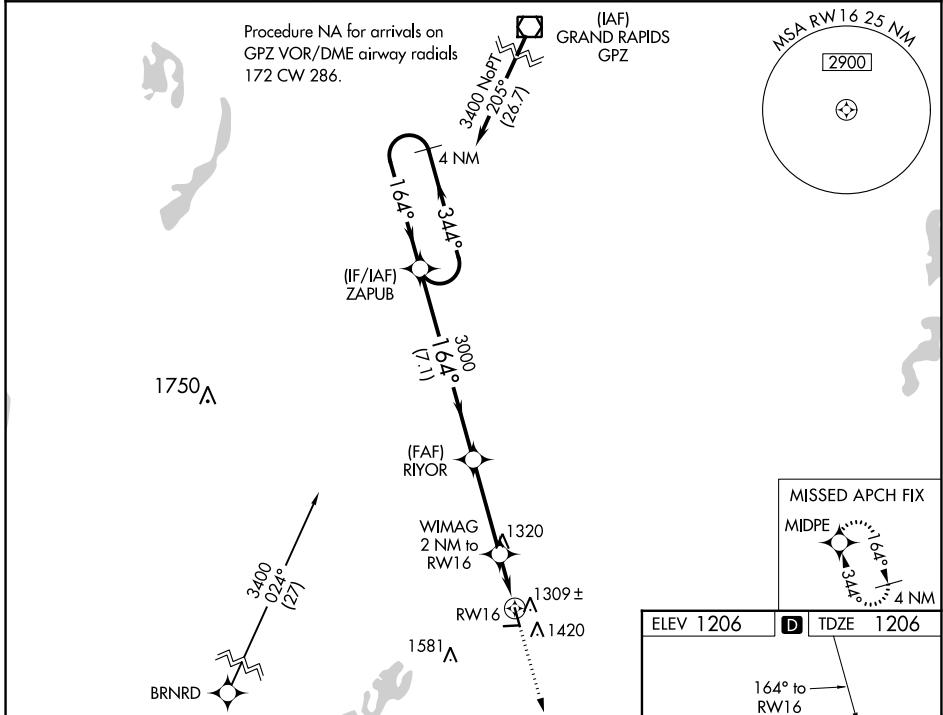 Procedure NA for arrivals on
GPZ VOR/DME airway radials
172 CW 286.
(IAF)
GRAND RAPIDS
GPZ
3400 NoPT
205°
(26.7)
MSA RW16 25 NM
2900
4 NM
164°
344°
(IF/IAF)
ZAPUB
3000
164°
(7.1)
1750
(FAF)
RIYOR
WIMAG
2 NM to
RW16
1320
1309 ±
RW16
1420
1581
3400
024°
(27)
BRNRD
MISSED APCH FIX
MIDPE
164°
344°
4 NM
ELEV 1206
D
TDZE 1206
164° to
RW16